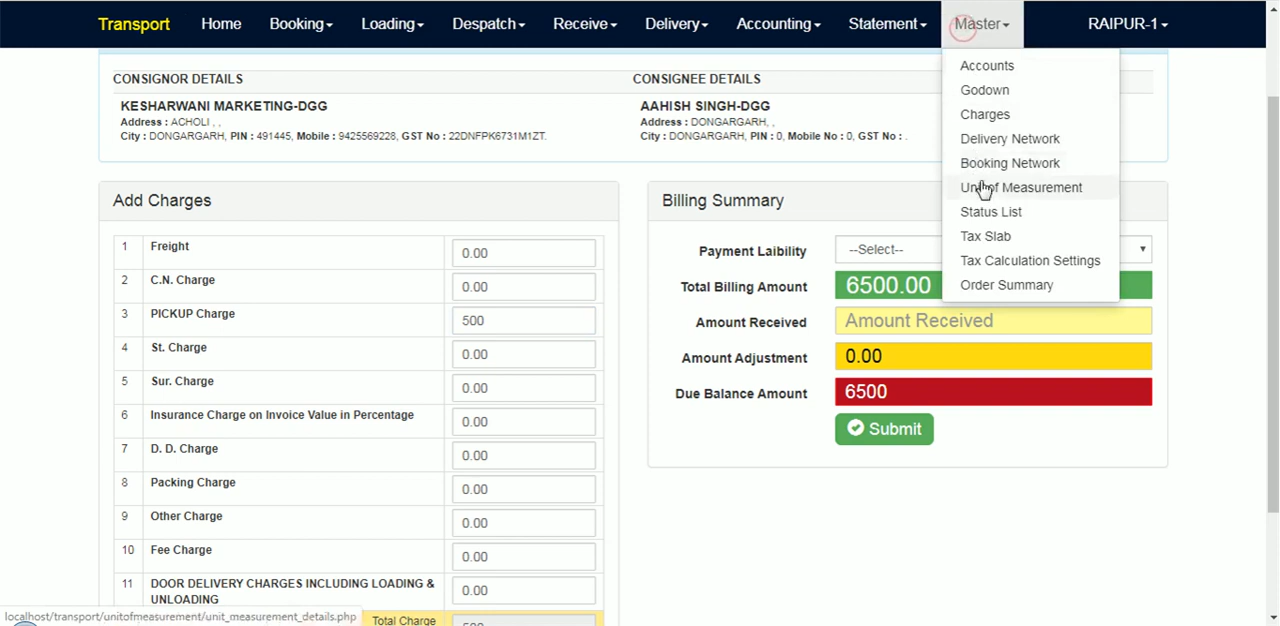 Transport Home Booking Loading Despatch Receive Delivery Accounting Statement Master RAIPUR-1
Accounts
Godown
Charges
Delivery Network
Booking Network
Unit of Measurement
Status List
Tax Slab
Tax Calculation Settings
Order Summary
CONSIGNOR DETAILS
KESHARWANI MARKETING-DGG
Address : ACHOLI , ,
City : DONGARGARH, PIN : 491445, Mobile : 9425569228, GST No : 22DNFPK6731M1ZT.
CONSIGNEE DETAILS
AAHISH SINGH-DGG
Address : DONGARGARH, ,
City : DONGARGARH, PIN : 0, Mobile No : 0, GST No : .
Add Charges
1 Freight 0.00
2 C.N. Charge 0.00
3 PICKUP Charge 500
4 St. Charge 0.00
5 Sur. Charge 0.00
6 Insurance Charge on Invoice Value in Percentage 0.00
7 D. D. Charge 0.00
8 Packing Charge 0.00
9 Other Charge 0.00
10 Fee Charge 0.00
11 DOOR DELIVERY CHARGES INCLUDING LOADING & 0.00
UNLOADING
Total Charge 500
Billing Summary
Payment Laibility --Select--
Total Billing Amount 6500.00
Amount Received Amount Received
Amount Adjustment 0.00
Due Balance Amount 6500
Submit
localhost/transport/unitofmeasurement/unit_measurement_details.php